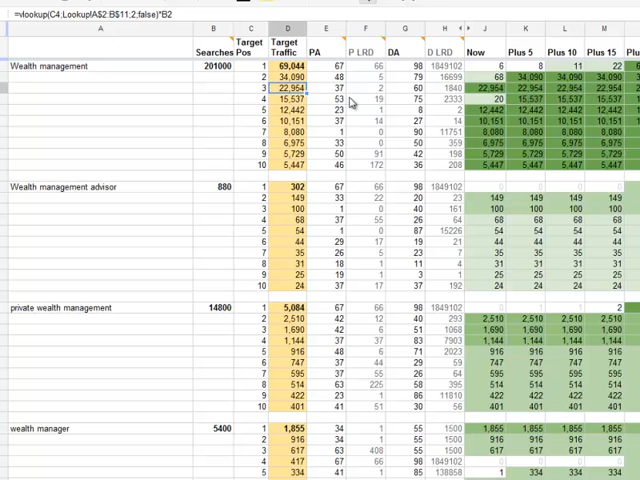 =vlookup(C4;Lookup!A$2:B$11;2;false)*B2
A B C D E F G H J K L M
Searches Target Pos Target Traffic PA P LRD DA D LRD Now Plus 5 Plus 10 Plus 15
Wealth management 201000 1 69,044 67 66 98 1849102 6 8 11 22
2 34,090 48 5 79 16699 68 34,090 34,090 34,090
3 22,954 37 2 60 1840 22,954 22,954 22,954 22,954
4 15,537 53 19 75 2333 20 15,537 15,537 15,537
5 12,442 23 1 8 2 12,442 12,442 12,442 12,442
6 10,151 37 14 27 14 10,151 10,151 10,151 10,151
7 8,080 1 0 90 11751 8,080 8,080 8,080 8,080
8 6,975 33 0 50 359 6,975 6,975 6,975 6,975
9 5,729 50 91 42 198 5,729 5,729 5,729 5,729
10 5,447 46 172 36 208 5,447 5,447 5,447 5,447
Wealth management advisor 880 1 302 67 66 98 1849102 0 0 0 0
2 149 33 22 20 23 149 149 149 149
3 100 1 0 40 161 100 100 100 100
4 68 37 55 26 64 68 68 68 68
5 54 1 0 87 15226 54 54 54 54
6 44 29 17 19 21 44 44 44 44
7 35 37 5 26 13 35 35 35 35
8 31 18 1 11 4 31 31 31 31
9 25 19 1 3 1 25 25 25 25
10 24 37 17 37 192 24 24 24 24
private wealth management 14800 1 5,084 67 66 98 1849102 0 1 1 2
2 2,510 42 12 40 293 2,510 2,510 2,510 2,510
3 1,690 42 6 51 1068 1,690 1,690 1,690 1,690
4 1,144 37 37 83 7903 1,144 1,144 1,144 1,144
5 916 48 6 71 2023 916 916 916 916
6 747 37 44 29 59 747 747 747 747
7 595 37 55 26 64 595 595 595 595
8 514 63 225 58 395 514 514 514 514
9 422 23 1 86 11810 422 422 422 422
10 401 41 51 30 56 401 401 401 401
wealth manager 5400 1 1,855 34 1 55 1500 1,855 1,855 1,855 1,855
2 916 34 1 55 1500 916 916 916 916
3 617 63 408 55 1500 617 617 617 617
4 417 67 66 98 1849102 0 0 0 0
5 334 41 1 85 138858 1 334 334 334